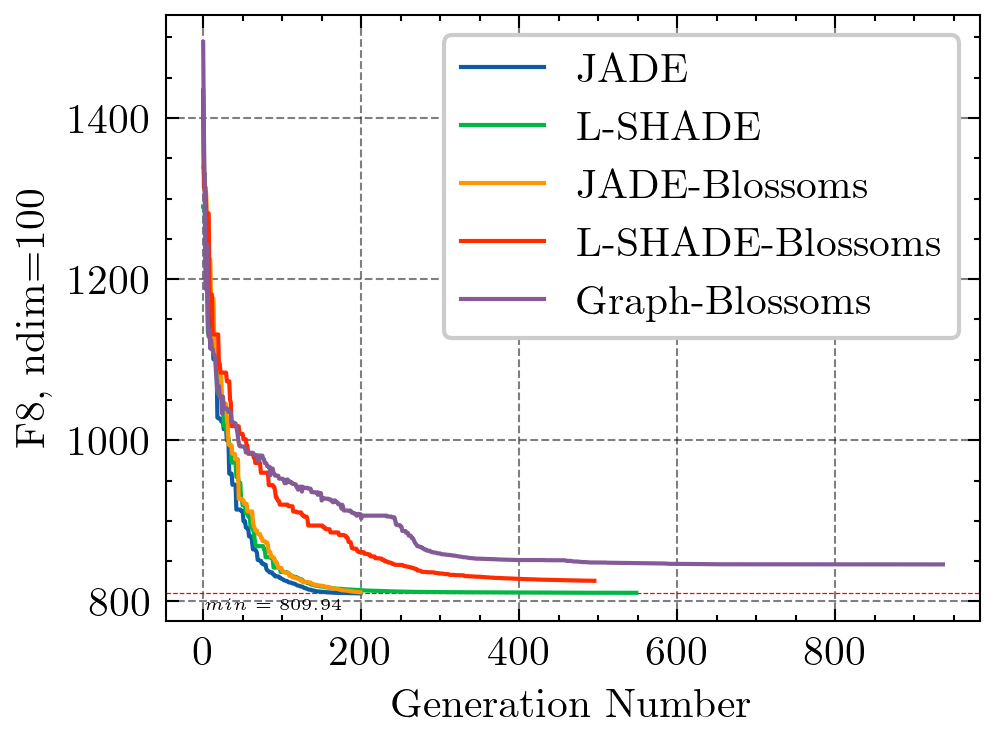 JADE
L-SHADE
JADE-Blossoms
L-SHADE-Blossoms
Graph-Blossoms
1400
1200
1000
800
F8, ndim=100
min = 809.94
0 200 400 600 800
Generation Number